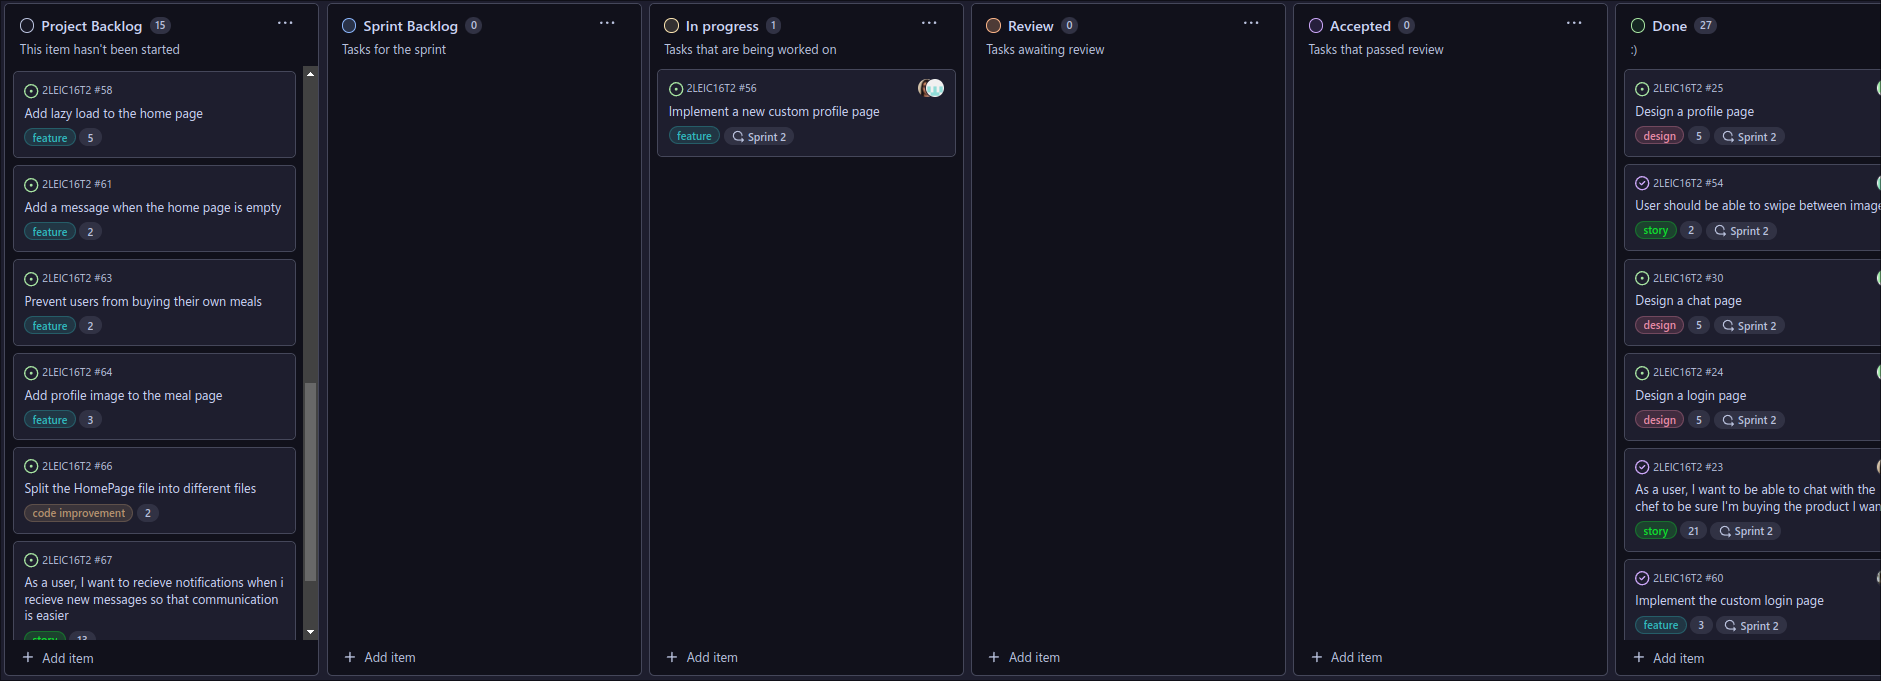 Project Backlog 15
This item hasn't been started
2LEIC16T2 #58
Add lazy load to the home page
feature 5
2LEIC16T2 #61
Add a message when the home page is empty
feature 2
2LEIC16T2 #63
Prevent users from buying their own meals
feature 2
2LEIC16T2 #64
Add profile image to the meal page
feature 3
2LEIC16T2 #66
Split the HomePage file into different files
code improvement 2
2LEIC16T2 #67
As a user, I want to recieve notifications when i
recieve new messages so that communication
is easier
story 13
Add item
Sprint Backlog 0
Tasks for the sprint
Add item
In progress 1
Tasks that are being worked on
2LEIC16T2 #56
Implement a new custom profile page
feature Sprint 2
Add item
Review 0
Tasks awaiting review
Add item
Accepted 0
Tasks that passed review
Add item
Done 27
:)
2LEIC16T2 #25
Design a profile page
design 5 Sprint 2
2LEIC16T2 #54
User should be able to swipe between image
story 2 Sprint 2
2LEIC16T2 #30
Design a chat page
design 5 Sprint 2
2LEIC16T2 #24
Design a login page
design 5 Sprint 2
2LEIC16T2 #23
As a user, I want to be able to chat with the
chef to be sure I'm buying the product I wan
story 21 Sprint 2
2LEIC16T2 #60
Implement the custom login page
feature 3 Sprint 2
Add item